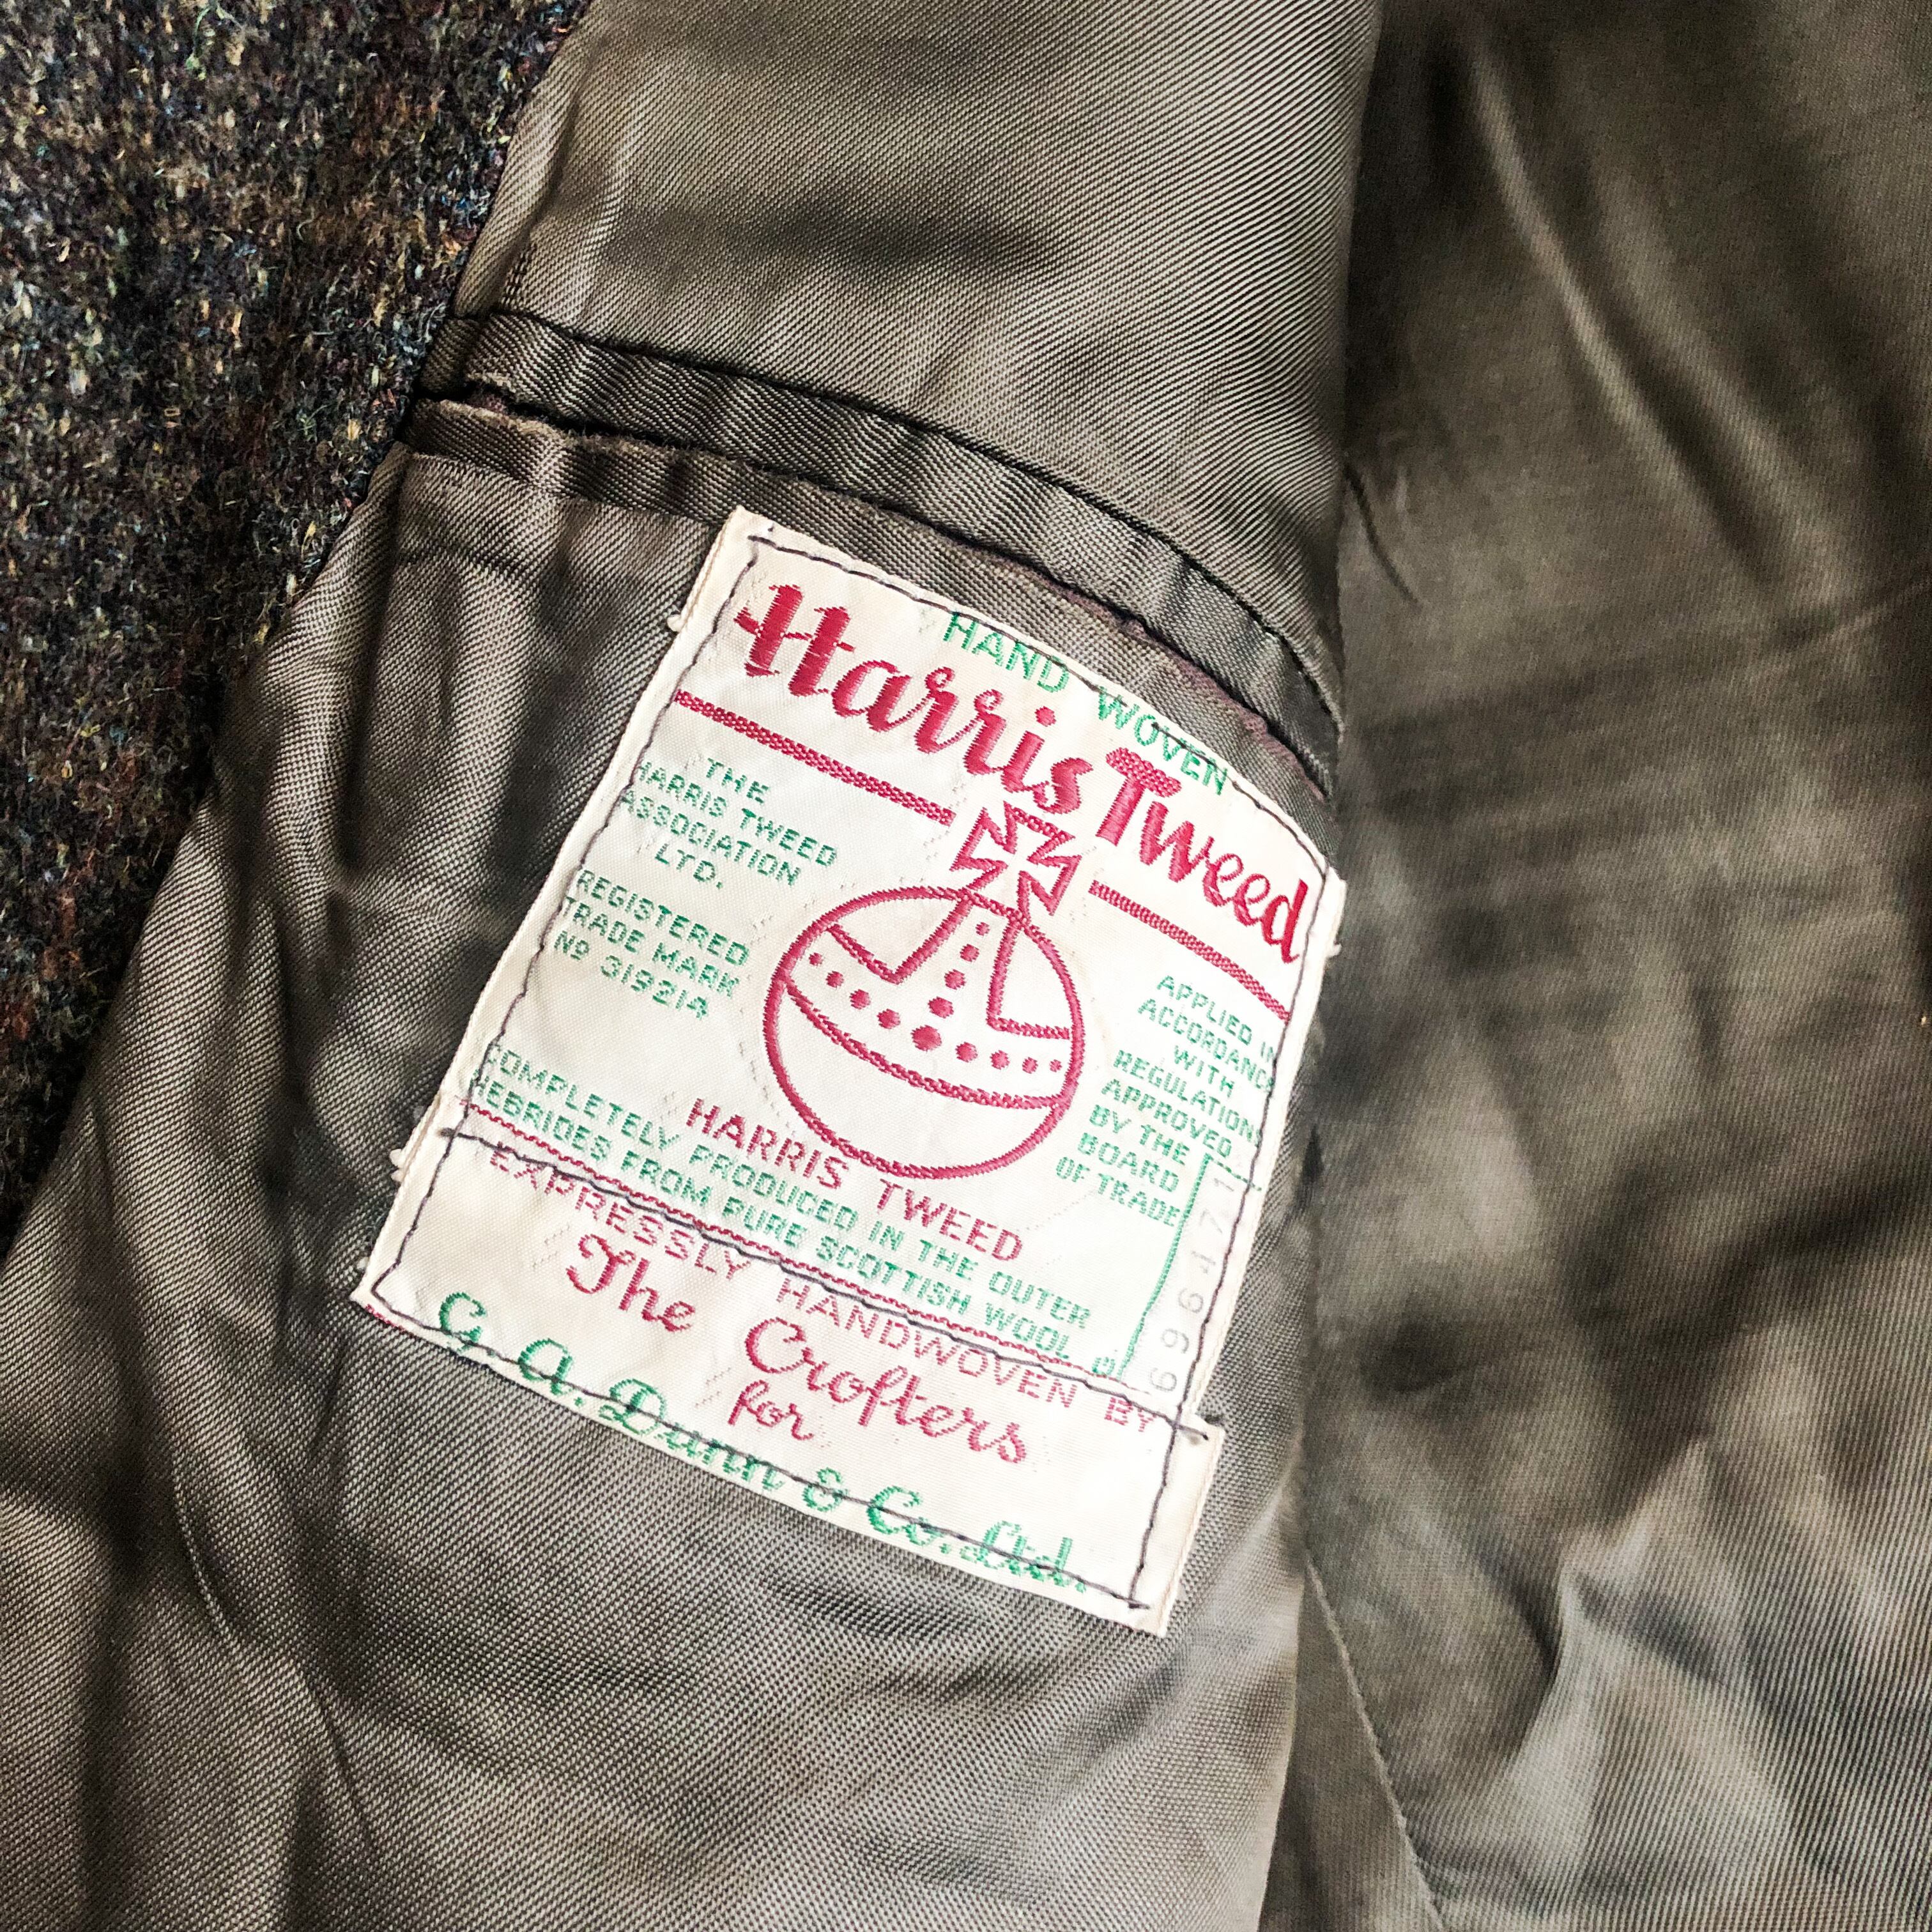 HAND WOVEN
Harris Tweed
THE
HARRIS TWEED
ASSOCIATION
LTD.
REGISTERED
TRADE MARK
No 319214
APPLIED IN
ACCORDANCE
WITH
REGULATIONS
APPROVED
BY THE
BOARD
OF TRADE
HARRIS TWEED
COMPLETELY PRODUCED IN THE OUTER
HEBRIDES FROM PURE SCOTTISH WOOL
6996471
EXPRESSLY HANDWOVEN BY
The Crofters
for
G. A. Dunn & Co. Ltd.